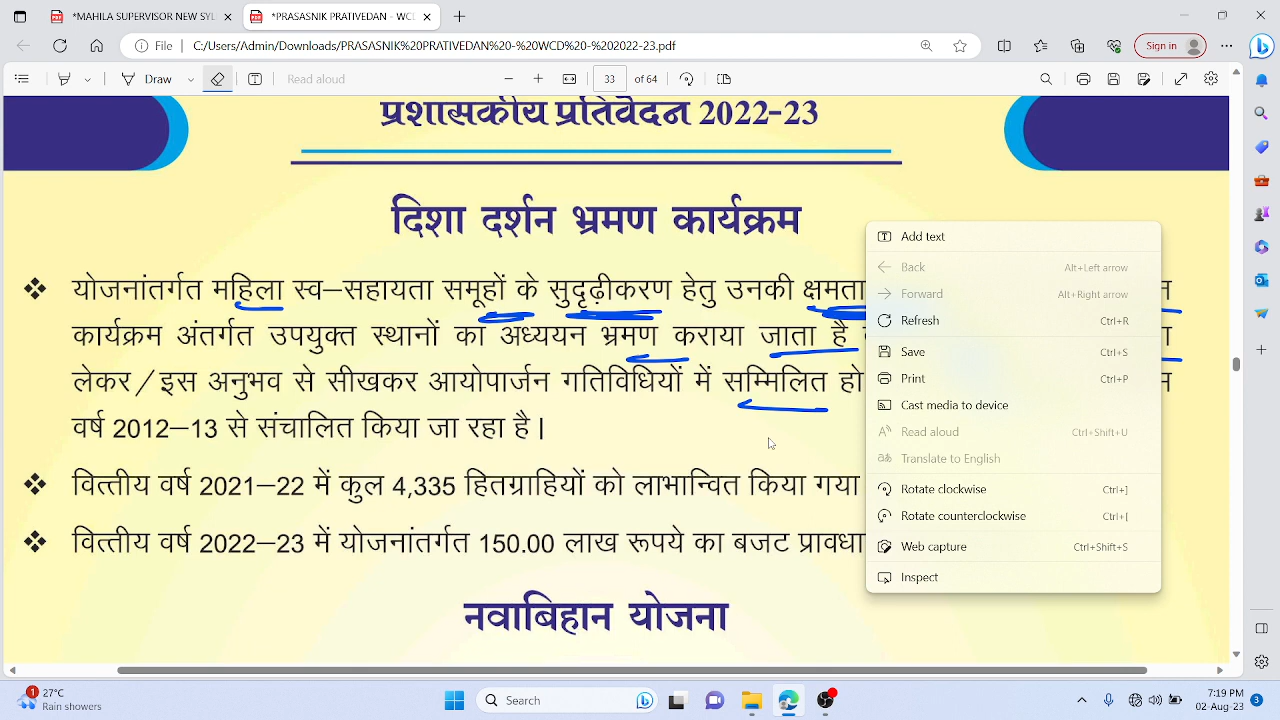 *MAHILA SUPERVISOR NEW SYL
*PRASASNIK PRATIVEDAN - WCD
File
C:/Users/Admin/Downloads/PRASASNIK%20PRATIVEDAN%20-%20WCD%20-%202022-23.pdf
Sign in
Draw
Read aloud
33 of 64
प्रशासकीय प्रतिवेदन 2022-23
दिशा दर्शन भ्रमण कार्यक्रम
❖ योजनांतर्गत महिला स्व–सहायता समूहों के सुदृढ़ीकरण हेतु उनकी क्षमता
कार्यक्रम अंतर्गत उपयुक्त स्थानों का अध्ययन भ्रमण कराया जाता है
लेकर/इस अनुभव से सीखकर आयोपार्जन गतिविधियों में सम्मिलित हो
वर्ष 2012–13 से संचालित किया जा रहा है।
❖ वित्तीय वर्ष 2021–22 में कुल 4,335 हितग्राहियों को लाभान्वित किया गया
❖ वित्तीय वर्ष 2022–23 में योजनांतर्गत 150.00 लाख रूपये का बजट प्रावधा
नवाबिहान योजना
Add text
Back Alt+Left arrow
Forward Alt+Right arrow
Refresh Ctrl+R
Save Ctrl+S
Print Ctrl+P
Cast media to device
Read aloud Ctrl+Shift+U
Translate to English
Rotate clockwise Ctrl+]
Rotate counterclockwise Ctrl+[
Web capture Ctrl+Shift+S
Inspect
1
27°C
Rain showers
Search
7:19 PM
02-Aug-23
3